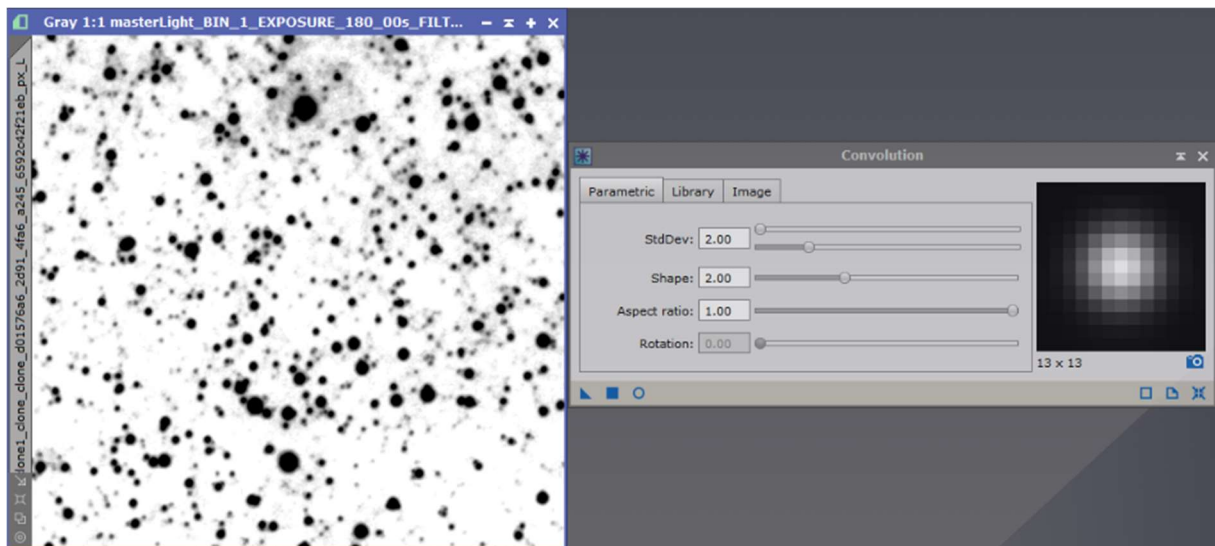 Gray 1:1 masterLight_BIN_1_EXPOSURE_180_00s_FILT...
lone1_clone_clone_d01576a6_2d91_4fa6_a245_6592c42f21eb_px_L
Convolution
Parametric Library Image
StdDev: 2.00
Shape: 2.00
Aspect ratio: 1.00
Rotation: 0.00
13 x 13